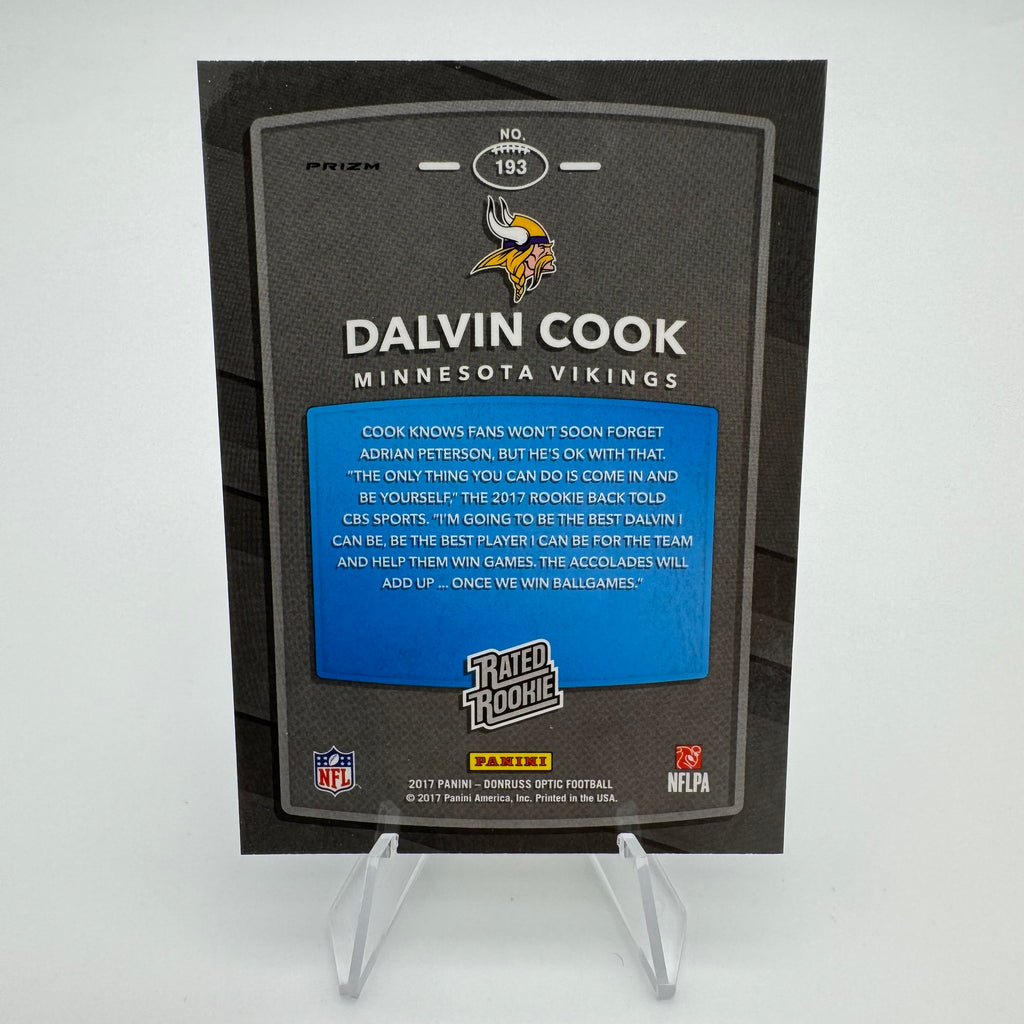 NO.
PRIZM
193
DALVIN COOK
MINNESOTA VIKINGS
COOK KNOWS FANS WON'T SOON FORGET
ADRIAN PETERSON, BUT HE'S OK WITH THAT.
"THE ONLY THING YOU CAN DO IS COME IN AND
BE YOURSELF," THE 2017 ROOKIE BACK TOLD
CBS SPORTS. "I'M GOING TO BE THE BEST DALVIN I
CAN BE, BE THE BEST PLAYER I CAN BE FOR THE TEAM
AND HELP THEM WIN GAMES. THE ACCOLADES WILL
ADD UP ... ONCE WE WIN BALLGAMES."
RATED
ROOKIE
NFL
PANINI
NFLPA
2017 PANINI – DONRUSS OPTIC FOOTBALL
© 2017 Panini America, Inc. Printed in the USA.